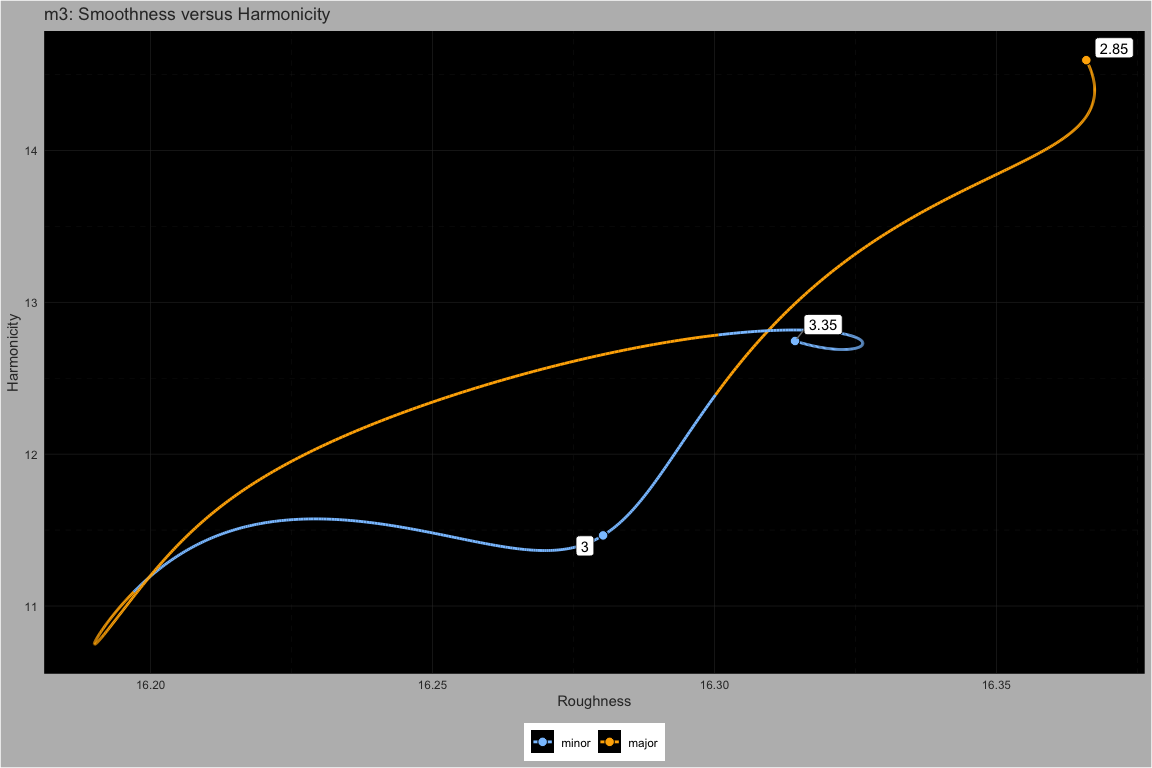 m3: Smoothness versus Harmonicity
2.85
14
13
3.35
Harmonicity
12
3
11
16.20
16.25
16.30
16.35
Roughness
minor
major